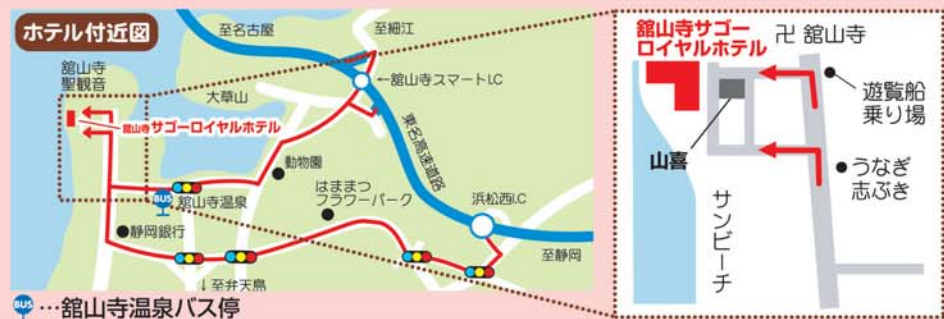 ホテル付近図
至名古屋
至細江
舘山寺
聖観音
大草山
←舘山寺スマートI.C
舘山寺サゴーロイヤルホテル
東名高速道路
動物園
はままつ
フラワーパーク
浜松西I.C
BUS
舘山寺温泉
静岡銀行
↓至弁天島
至静岡
BUS…舘山寺温泉バス停
舘山寺サゴー
ロイヤルホテル
卍 舘山寺
遊覧船
乗り場
山喜
うなぎ
志ぶき
サンビーチ